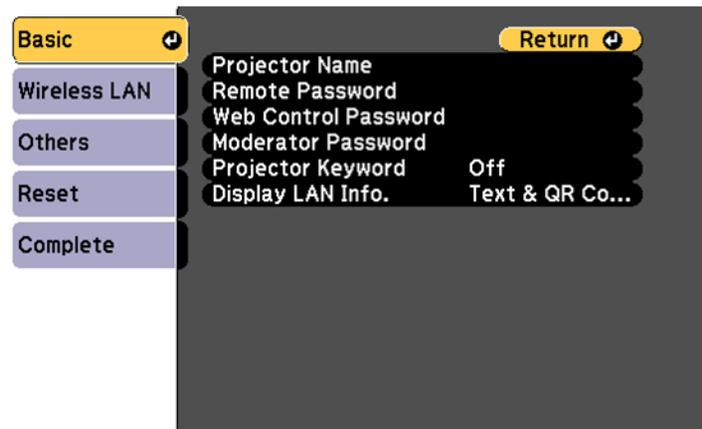 Basic
Wireless LAN
Others
Reset
Complete
Return
Projector Name
Remote Password
Web Control Password
Moderator Password
Projector Keyword Off
Display LAN Info. Text & QR Co...